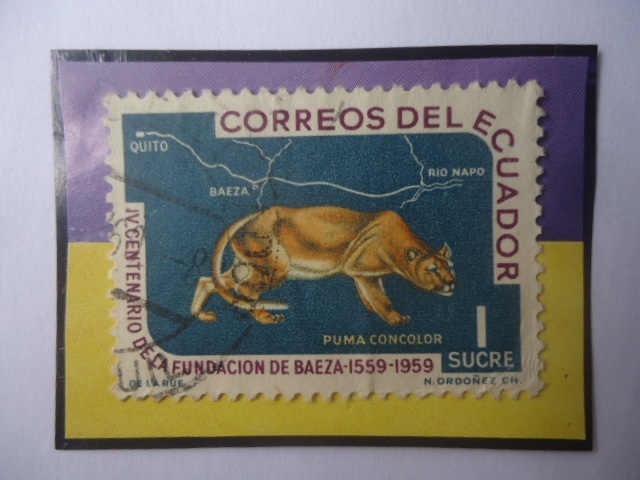 CORREOS DEL ECUADOR
QUITO
BAEZA
RIO NAPO
IV CENTENARIO DE LA FUNDACION DE BAEZA-1559-1959
PUMA CONCOLOR
1
SUCRE
DE LA RUE
N. ORDOÑEZ CH.